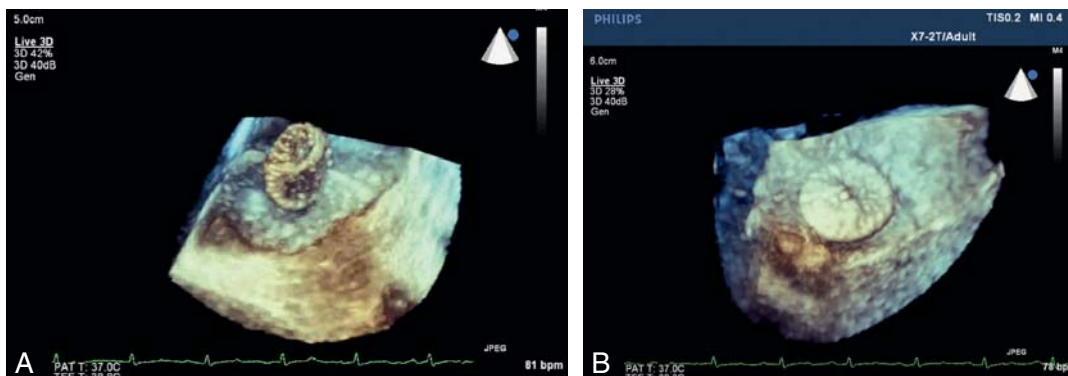 5.0cm
Live 3D
3D 42%
3D 40dB
Gen
JPEG
A
PAT T: 37.0C
81 bpm
PHILIPS
TIS0.2 MI 0.4
X7-2T/Adult
M4
6.0cm
Live 3D
3D 28%
3D 40dB
Gen
JPEG
B
PAT T: 37.0C